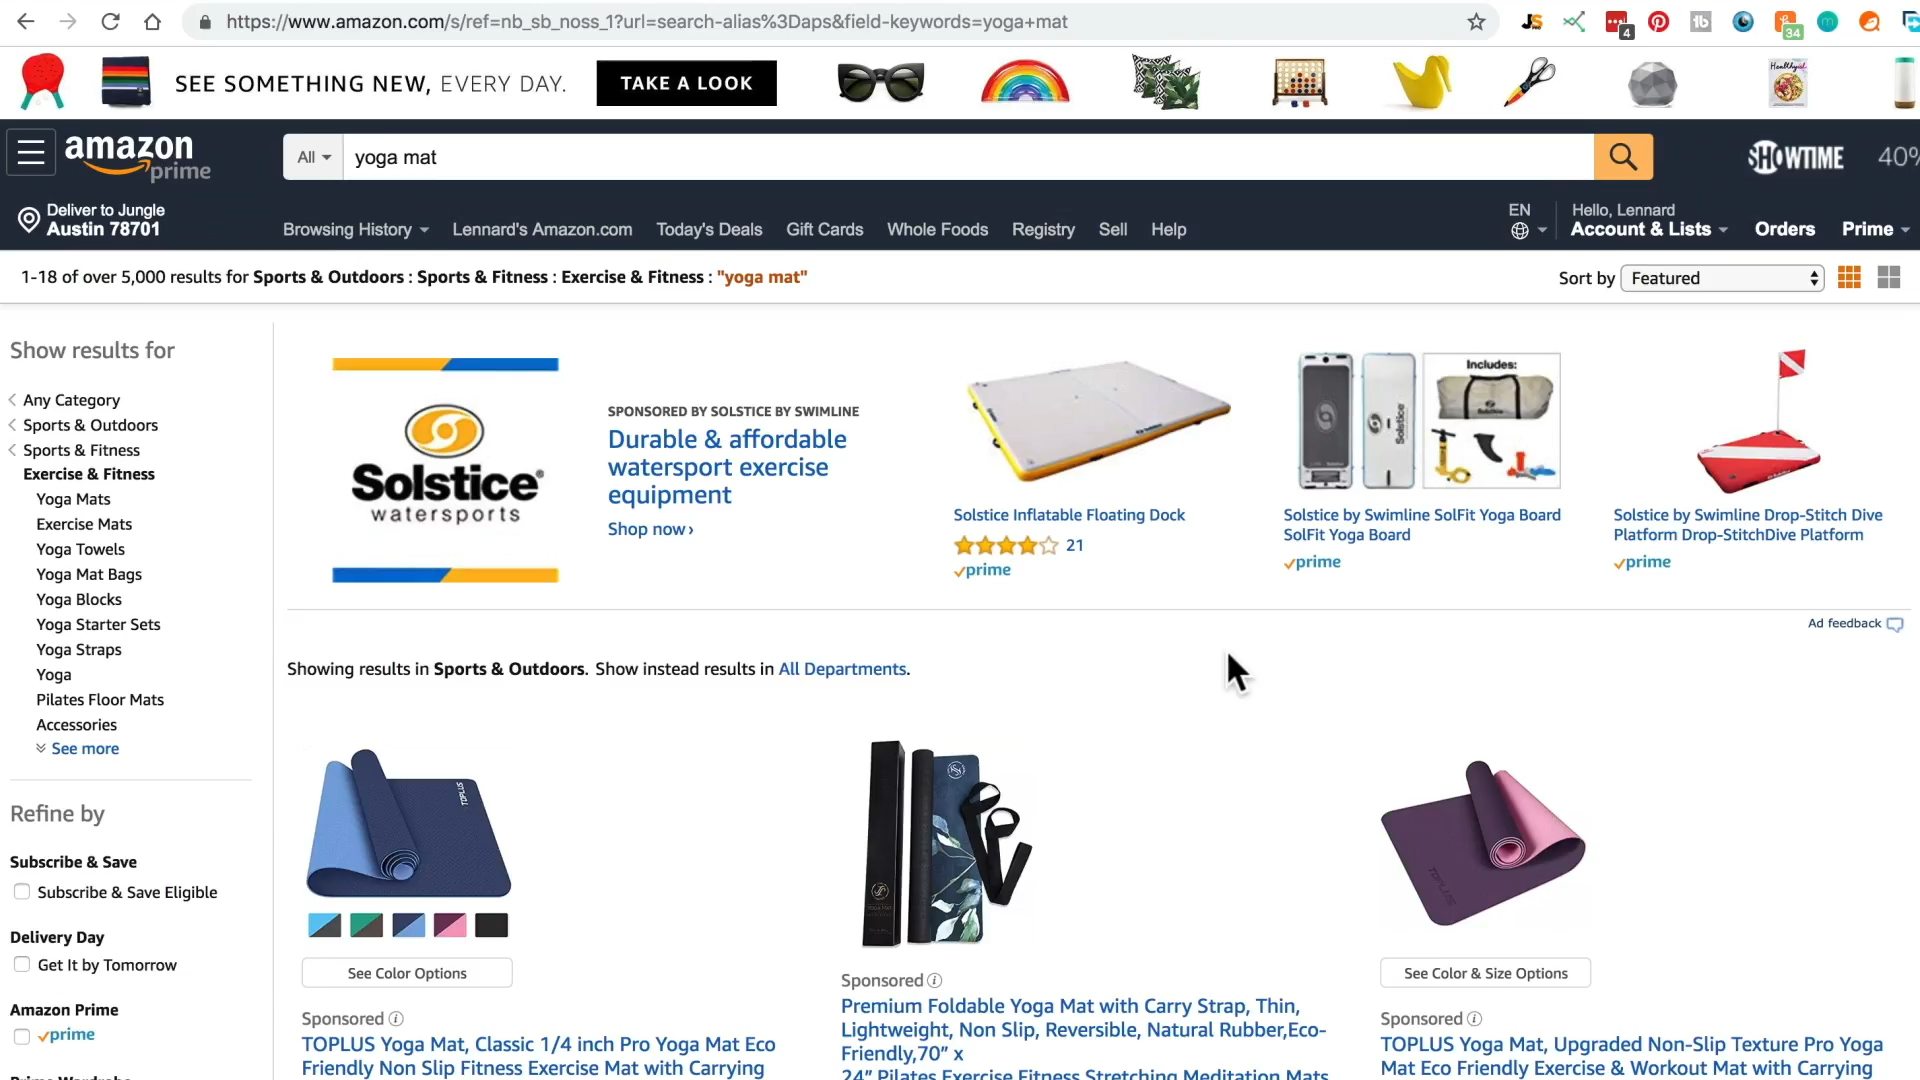 https://www.amazon.com/s/ref=nb_sb_noss_1?url=search-alias%3Daps&field-keywords=yoga+mat
JS
4
tb
34
m
SEE SOMETHING NEW, EVERY DAY.
TAKE A LOOK
Healthyish
amazon
prime
All
yoga mat
SHOWTIME
40%
Deliver to Jungle
Austin 78701
Browsing History
Lennard's Amazon.com
Today's Deals
Gift Cards
Whole Foods
Registry
Sell
Help
EN
Hello, Lennard
Account & Lists
Orders
Prime
1-18 of over 5,000 results for Sports & Outdoors : Sports & Fitness : Exercise & Fitness : "yoga mat"
Sort by
Featured
Show results for
Any Category
Sports & Outdoors
Sports & Fitness
Exercise & Fitness
Yoga Mats
Exercise Mats
Yoga Towels
Yoga Mat Bags
Yoga Blocks
Yoga Starter Sets
Yoga Straps
Yoga
Pilates Floor Mats
Accessories
See more
Refine by
Subscribe & Save
Subscribe & Save Eligible
Delivery Day
Get It by Tomorrow
Amazon Prime
prime
Solstice
watersports
SPONSORED BY SOLSTICE BY SWIMLINE
Durable & affordable
watersport exercise
equipment
Shop now ›
Solstice Inflatable Floating Dock
21
prime
Solstice
Includes:
Solstice by Swimline SolFit Yoga Board
SolFit Yoga Board
prime
Solstice by Swimline Drop-Stitch Dive
Platform Drop-StitchDive Platform
prime
Ad feedback
Showing results in Sports & Outdoors. Show instead results in All Departments.
TOPLUS
See Color Options
Sponsored
TOPLUS Yoga Mat, Classic 1/4 inch Pro Yoga Mat Eco
Friendly Non Slip Fitness Exercise Mat with Carrying
Sponsored
Premium Foldable Yoga Mat with Carry Strap, Thin,
Lightweight, Non Slip, Reversible, Natural Rubber,Eco-
Friendly,70” x
24” Pilates Exercise Fitness Stretching Meditation Mats
TOPLUS
See Color & Size Options
Sponsored
TOPLUS Yoga Mat, Upgraded Non-Slip Texture Pro Yoga
Mat Eco Friendly Exercise & Workout Mat with Carrying